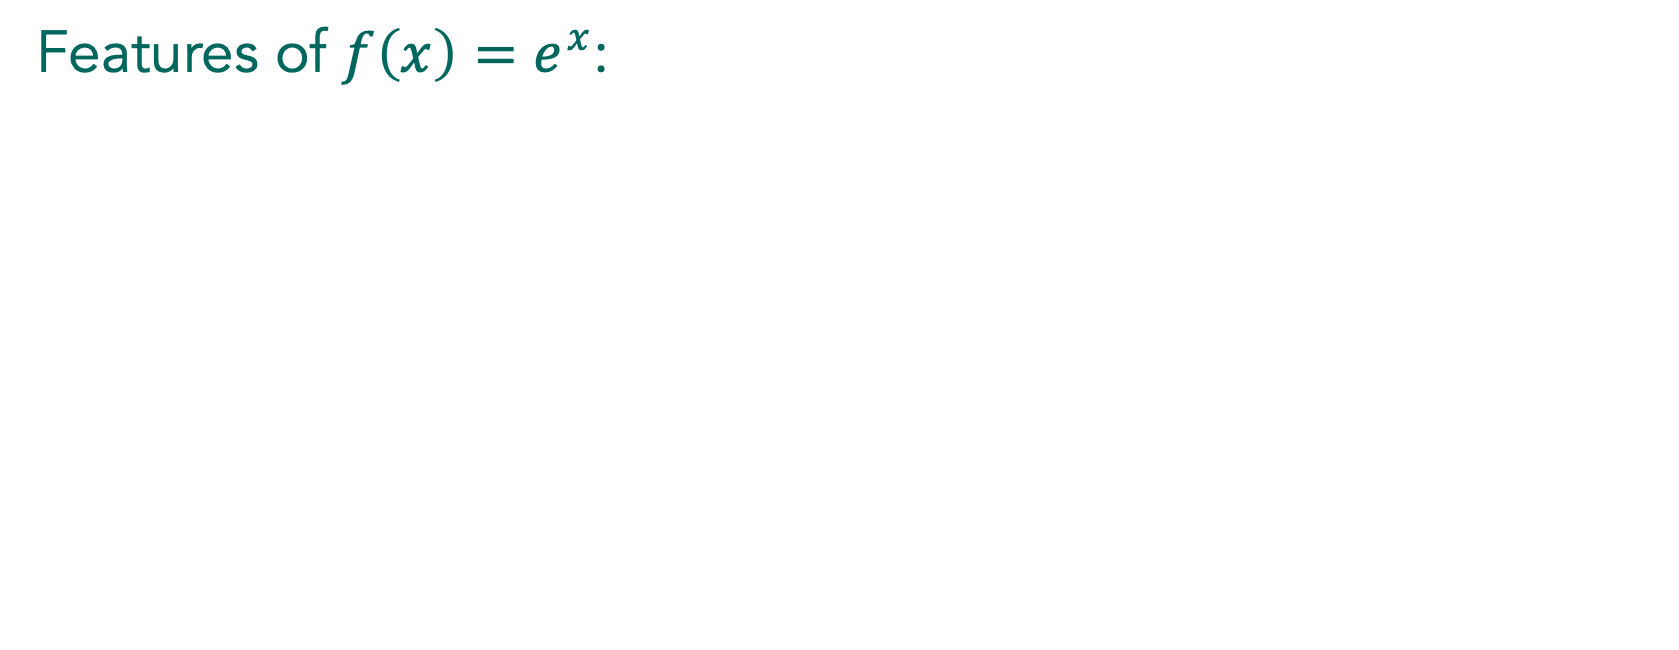 Features of f(x) = e^x: